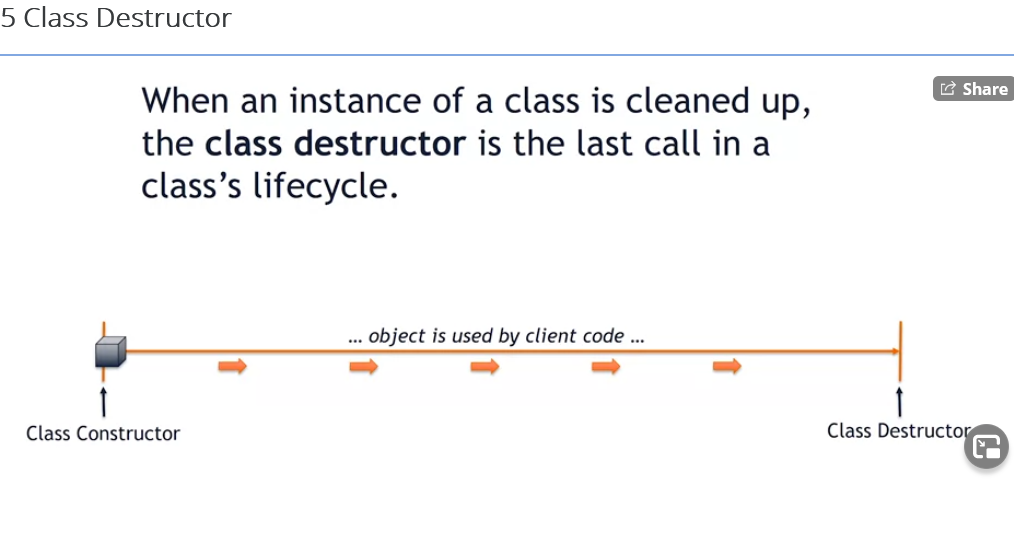 5 Class Destructor
Share
When an instance of a class is cleaned up,
the class destructor is the last call in a
class’s lifecycle.
... object is used by client code ...
Class Constructor
Class Destructor